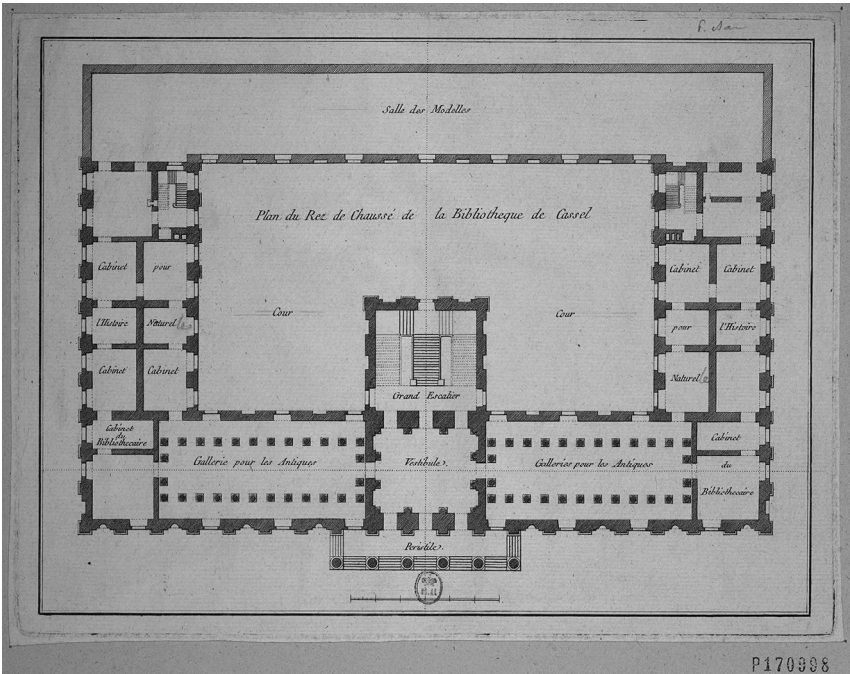 Salle des Modelles
Plan du Rez de Chaussé de la Bibliotheque de Cassel
Cabinet pour
l'Histoire Naturel le
Cabinet Cabinet
Cabinet
du
Bibliothecaire
Cour
Cour
Cabinet Cabinet
pour l'Histoire
Naturel le
Grand Escalier
Gallerie pour les Antiques
Vestibule.
Galleries pour les Antiques
Cabinet
du
Bibliothecaire
Peristile.
P170998